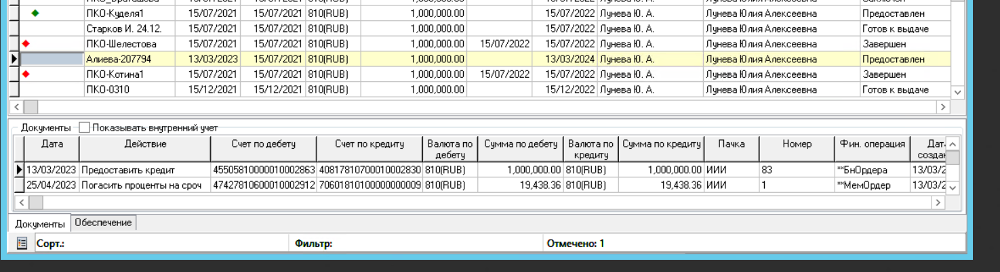 ПКО-Куделя1 15/07/2021 15/07/2021 810(RUB) 1,000,000.00 15/07/2022 Лунева Ю. А. Лунева Юлия Алексеевна Предоставлен
Старков И. 24.12. 15/07/2021 15/07/2021 810(RUB) 1,000,000.00 15/07/2022 Лунева Ю. А. Лунева Юлия Алексеевна Готов к выдаче
ПКО-Шелестова 15/07/2021 15/07/2021 810(RUB) 1,000,000.00 15/07/2022 15/07/2022 Лунева Ю. А. Лунева Юлия Алексеевна Завершен
Алиева-207794 13/03/2023 15/07/2021 810(RUB) 1,000,000.00 13/03/2024 Лунева Ю. А. Лунева Юлия Алексеевна Предоставлен
ПКО-Котина1 15/07/2021 15/07/2021 810(RUB) 1,000,000.00 15/07/2022 15/07/2022 Лунева Ю. А. Лунева Юлия Алексеевна Завершен
ПКО-0310 15/12/2021 15/12/2021 810(RUB) 1,000,000.00 15/12/2022 Лунева Ю. А. Лунева Юлия Алексеевна Готов к выдаче
Документы Показывать внутренний учет
Дата Действие Счет по дебету Счет по кредиту Валюта по дебету Сумма по дебету Валюта по кредиту Сумма по кредиту Пачка Номер Фин. операция Дата создан
13/03/2023 Предоставить кредит 45505810000010002863 40817810700010002830 810(RUB) 1,000,000.00 810(RUB) 1,000,000.00 ИИИ 83 **БнОрдера 13/03/2
25/04/2023 Погасить проценты на сроч 47427810600010002912 70601810100000000009 810(RUB) 19,438.36 810(RUB) 19,438.36 ИИИ 1 **МемОрдер 13/03/2
Документы Обеспечение
Сорт.: Фильтр: Отмечено: 1